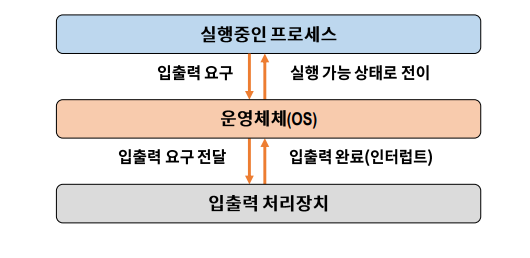 실행중인 프로세스
입출력 요구 실행 가능 상태로 전이
운영체체(OS)
입출력 요구 전달 입출력 완료(인터럽트)
입출력 처리장치